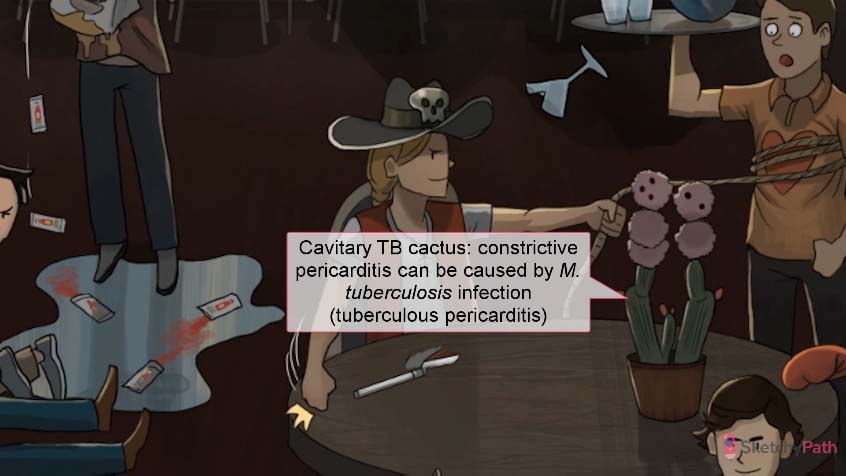 Cavitary TB cactus: constrictive
pericarditis can be caused by M.
tuberculosis infection
(tuberculous pericarditis)
SketchyPath